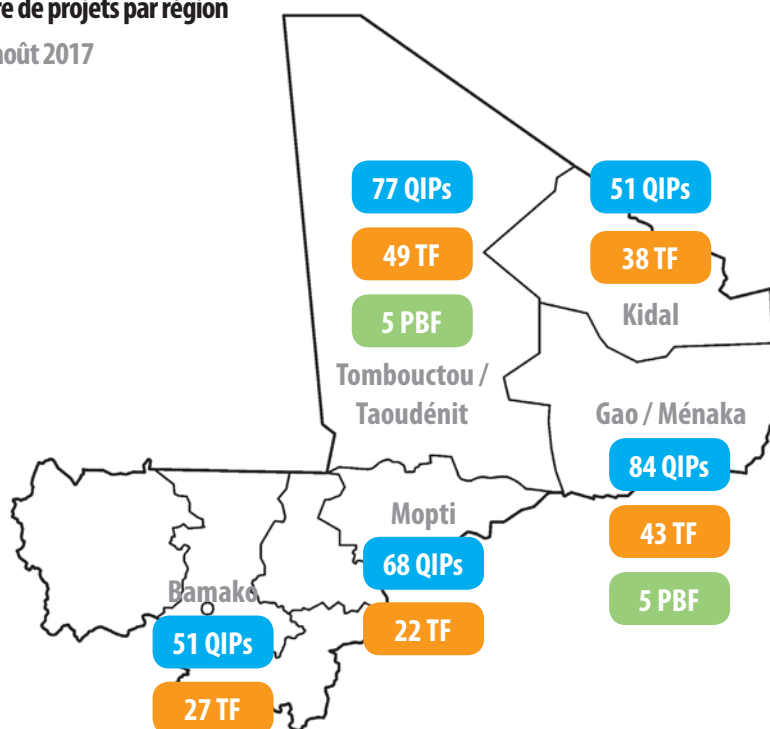 re de projets par région
août 2017
77 QIPs
49 TF
5 PBF
Tombouctou /
Taoudénit
51 QIPs
38 TF
Kidal
Gao / Ménaka
84 QIPs
43 TF
5 PBF
Mopti
68 QIPs
22 TF
Bamako
51 QIPs
27 TF